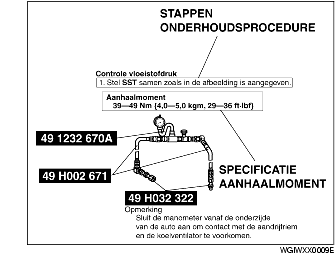 STAPPEN
ONDERHOUDSPROCEDURE
Controle vloeistofdruk
1. Stel SST samen zoals in de afbeelding is aangegeven.
Aanhaalmoment
39—49 Nm {4,0—5,0 kgm, 29—36 ft·lbf}
49 1232 670A
49 H002 671
SPECIFICATIE
AANHAALMOMENT
49 H032 322
Opmerking
Sluit de manometer vanaf de onderzijde
van de auto aan om contact met de aandrijfriem
en de koelventilator te voorkomen.
WGIWXX0009E